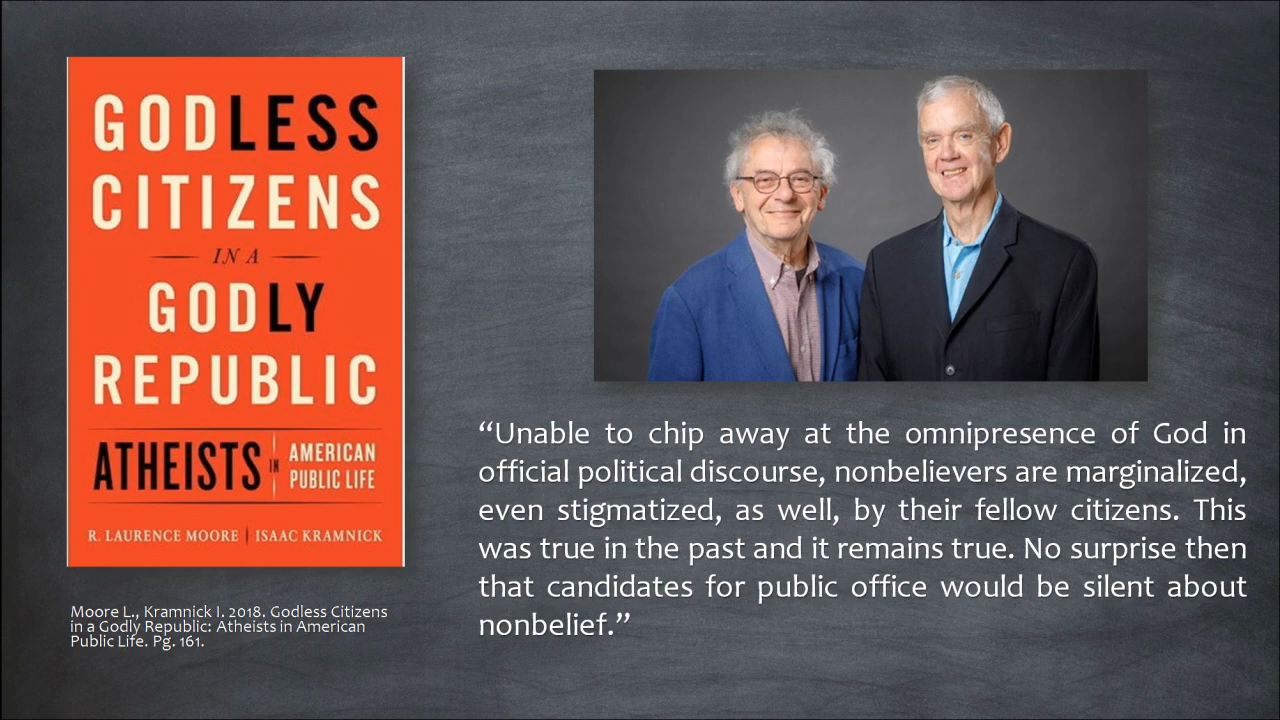 GODLESS
CITIZENS
IN A
GODLY
REPUBLIC
ATHEISTS IN AMERICAN
PUBLIC LIFE
R. LAURENCE MOORE | ISAAC KRAMNICK
Moore L., Kramnick I. 2018. Godless Citizens
in a Godly Republic: Atheists in American
Public Life. Pg. 161.
“Unable to chip away at the omnipresence of God in
official political discourse, nonbelievers are marginalized,
even stigmatized, as well, by their fellow citizens. This
was true in the past and it remains true. No surprise then
that candidates for public office would be silent about
nonbelief.”